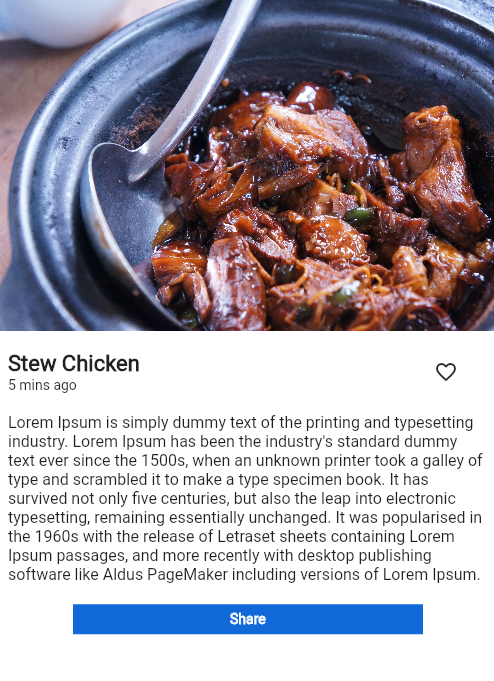 Stew Chicken
5 mins ago
Lorem Ipsum is simply dummy text of the printing and typesetting
industry. Lorem Ipsum has been the industry's standard dummy
text ever since the 1500s, when an unknown printer took a galley of
type and scrambled it to make a type specimen book. It has
survived not only five centuries, but also the leap into electronic
typesetting, remaining essentially unchanged. It was popularised in
the 1960s with the release of Letraset sheets containing Lorem
Ipsum passages, and more recently with desktop publishing
software like Aldus PageMaker including versions of Lorem Ipsum.
Share